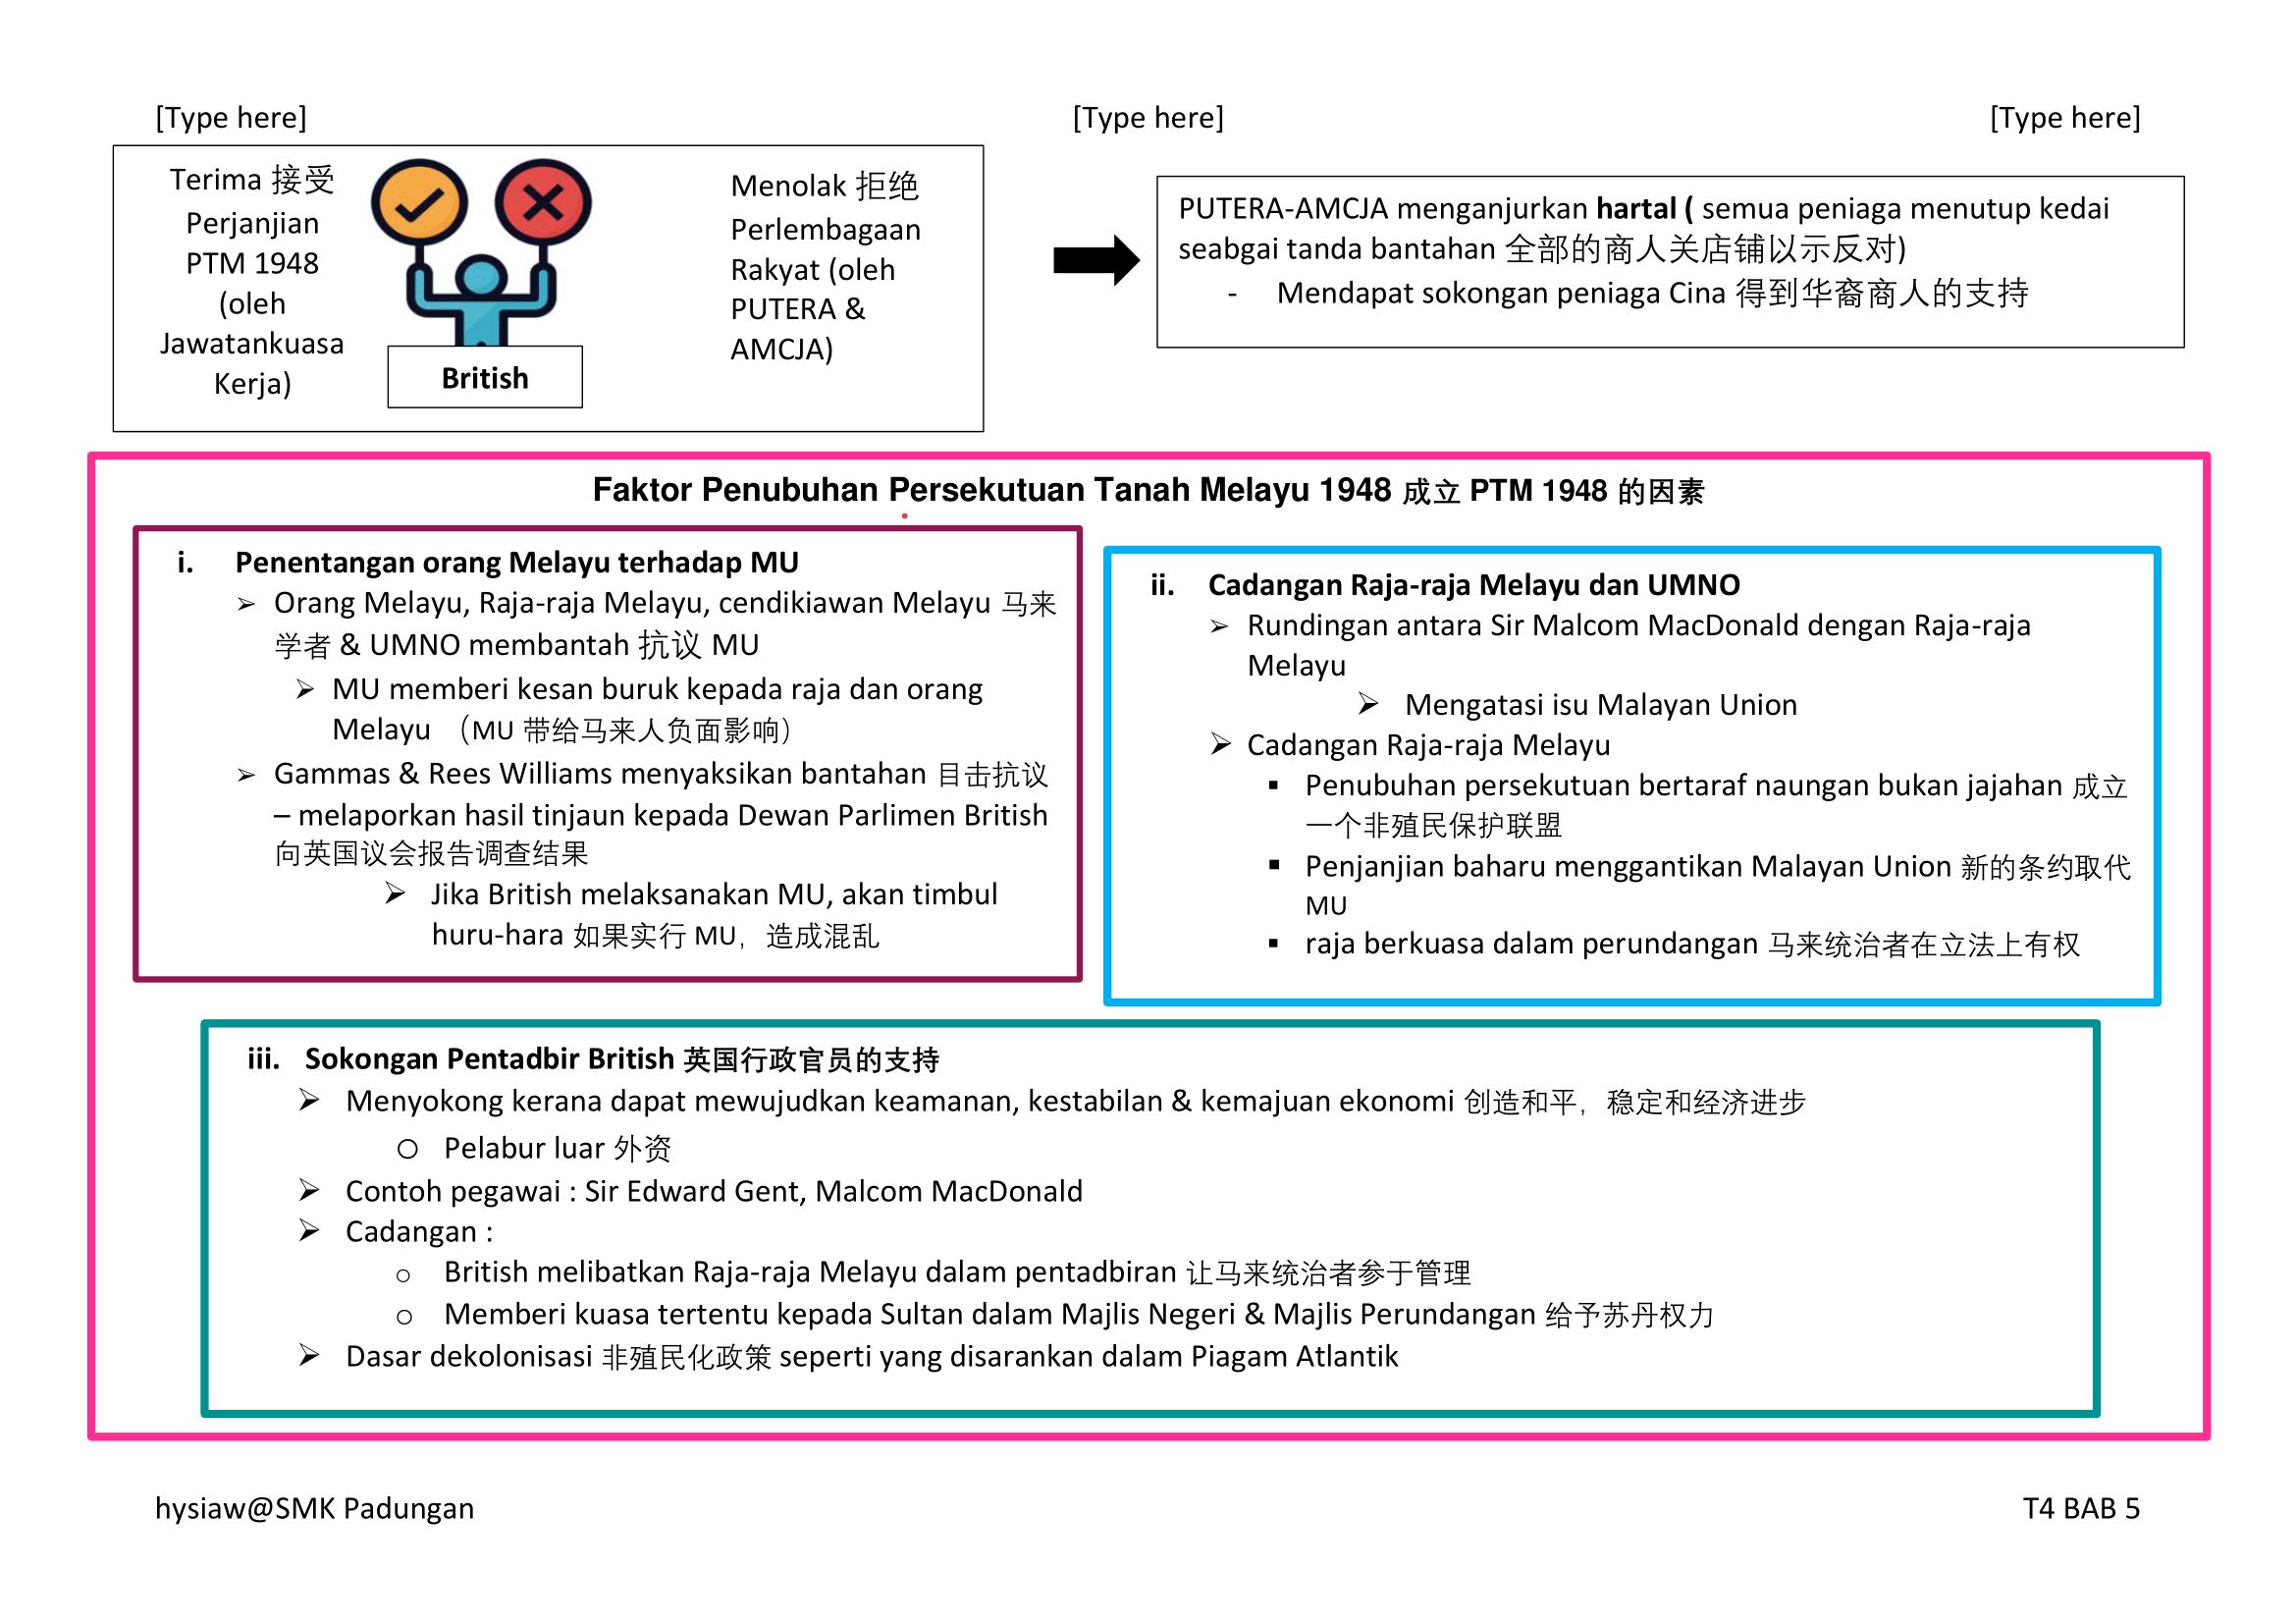 [Type here]
[Type here]
[Type here]
Terima 接受
Perjanjian
PTM 1948
(oleh
Jawatankuasa
Kerja)
British
Menolak 拒绝
Perlembagaan
Rakyat (oleh
PUTERA &
AMCJA)
PUTERA-AMCJA menganjurkan hartal ( semua peniaga menutup kedai
seabgai tanda bantahan 全部的商人关店铺以示反对)
- Mendapat sokongan peniaga Cina 得到华裔商人的支持
Faktor Penubuhan Persekutuan Tanah Melayu 1948 成立 PTM 1948 的因素
i. Penentangan orang Melayu terhadap MU
➢ Orang Melayu, Raja-raja Melayu, cendikiawan Melayu 马来
学者 & UMNO membantah 抗议 MU
➢ MU memberi kesan buruk kepada raja dan orang
Melayu （MU 带给马来人负面影响）
➢ Gammas & Rees Williams menyaksikan bantahan 目击抗议
– melaporkan hasil tinjaun kepada Dewan Parlimen British
向英国议会报告调查结果
➢ Jika British melaksanakan MU, akan timbul
huru-hara 如果实行 MU，造成混乱
ii. Cadangan Raja-raja Melayu dan UMNO
➢ Rundingan antara Sir Malcom MacDonald dengan Raja-raja
Melayu
➢ Mengatasi isu Malayan Union
➢ Cadangan Raja-raja Melayu
▪ Penubuhan persekutuan bertaraf naungan bukan jajahan 成立
一个非殖民保护联盟
▪ Penjanjian baharu menggantikan Malayan Union 新的条约取代
MU
▪ raja berkuasa dalam perundangan 马来统治者在立法上有权
iii. Sokongan Pentadbir British 英国行政官员的支持
➢ Menyokong kerana dapat mewujudkan keamanan, kestabilan & kemajuan ekonomi 创造和平，稳定和经济进步
o Pelabur luar 外资
➢ Contoh pegawai : Sir Edward Gent, Malcom MacDonald
➢ Cadangan :
o British melibatkan Raja-raja Melayu dalam pentadbiran 让马来统治者参于管理
o Memberi kuasa tertentu kepada Sultan dalam Majlis Negeri & Majlis Perundangan 给予苏丹权力
➢ Dasar dekolonisasi 非殖民化政策 seperti yang disarankan dalam Piagam Atlantik
hysiaw@SMK Padungan
T4 BAB 5